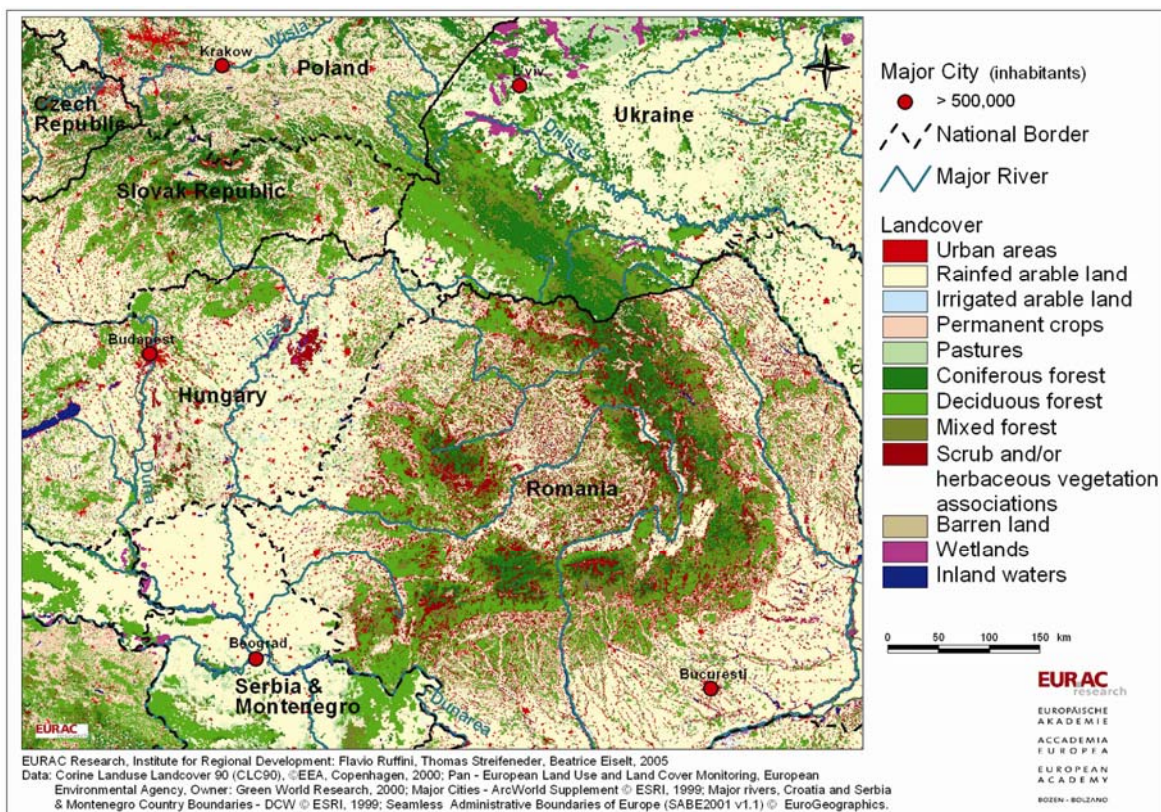 Krakow
Wisla
Poland
Lviv
Czech
Republic
Ukraine
Dnister
Slovak Republic
Budapest
Tisza
Hungary
Duna
Romania
Beograd
Serbia &
Montenegro
Dunarea
Bucuresti
EURAC
Major City (inhabitants)
> 500,000
National Border
Major River
Landcover
Urban areas
Rainfed arable land
Irrigated arable land
Permanent crops
Pastures
Coniferous forest
Deciduous forest
Mixed forest
Scrub and/or
herbaceous vegetation
associations
Barren land
Wetlands
Inland waters
0 50 100 150 km
EURAC
research
EUROPÄISCHE
AKADEMIE
ACCADEMIA
EUROPEA
EUROPEAN
ACADEMY
BOZEN - BOLZANO
EURAC Research, Institute for Regional Development: Flavio Ruffini, Thomas Streifeneder, Beatrice Eiselt, 2005
Data: Corine Landuse Landcover 90 (CLC90), ©EEA, Copenhagen, 2000; Pan - European Land Use and Land Cover Monitoring, European
Environmental Agency, Owner: Green World Research, 2000; Major Cities - ArcWorld Supplement © ESRI, 1999; Major rivers, Croatia and Serbia
& Montenegro Country Boundaries - DCW © ESRI, 1999; Seamless Administrative Boundaries of Europe (SABE2001 v1.1) © EuroGeographics.